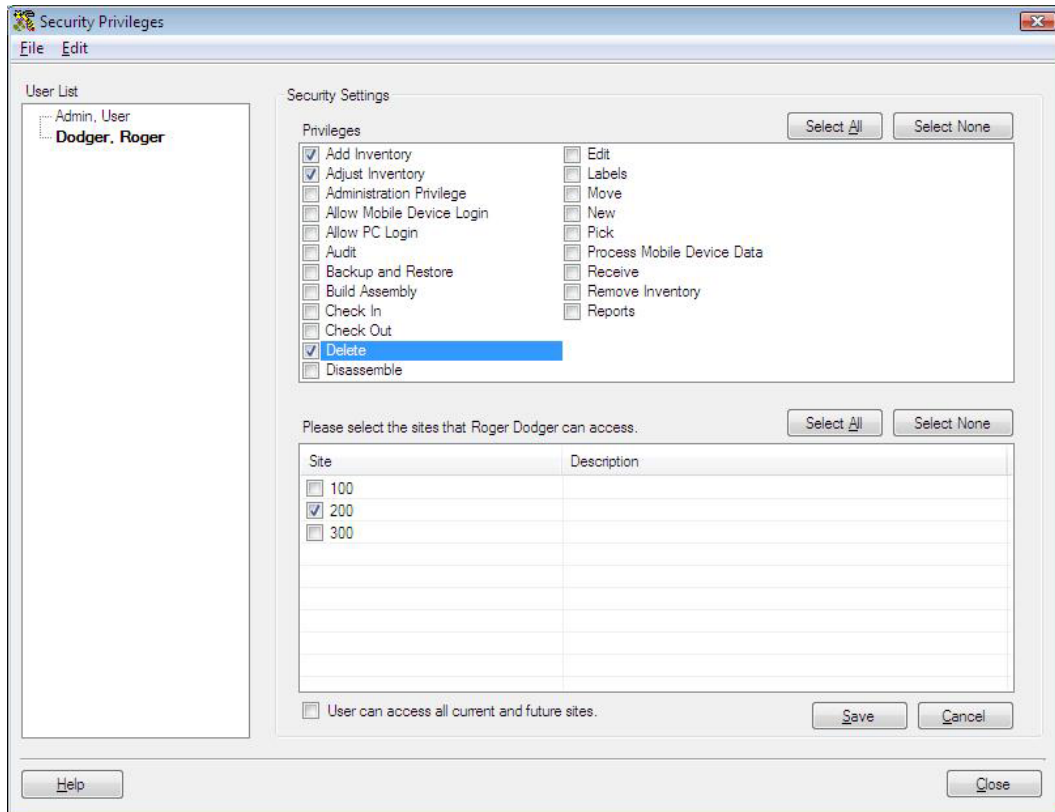 Security Privileges
File Edit
User List
Admin, User
Dodger, Roger
Security Settings
Privileges
Select All
Select None
Add Inventory
Adjust Inventory
Administration Privilege
Allow Mobile Device Login
Allow PC Login
Audit
Backup and Restore
Build Assembly
Check In
Check Out
Delete
Disassemble
Edit
Labels
Move
New
Pick
Process Mobile Device Data
Receive
Remove Inventory
Reports
Please select the sites that Roger Dodger can access.
Select All
Select None
Site Description
100
200
300
User can access all current and future sites.
Save
Cancel
Help
Close